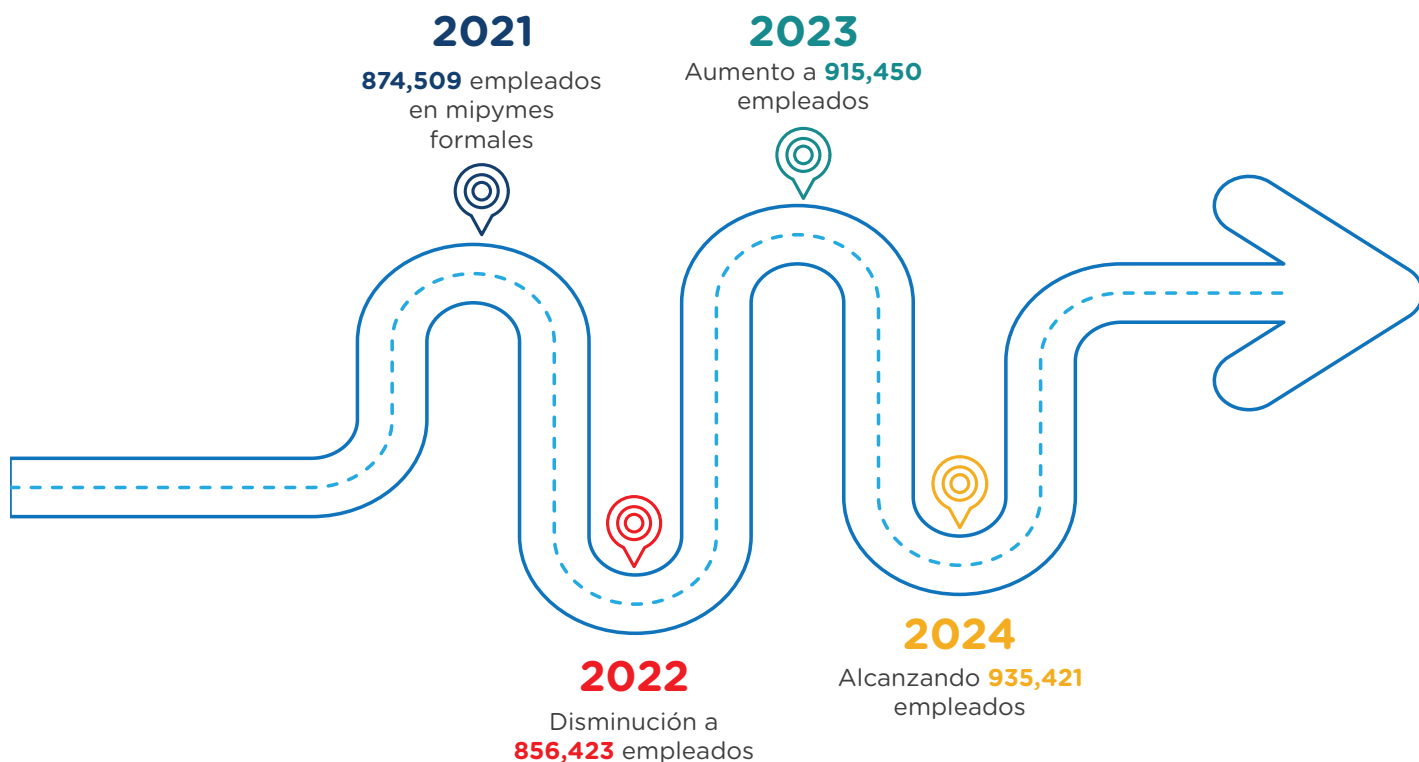 2021
874,509 empleados
en mipymes
formales
2023
Aumento a 915,450
empleados
2022
Disminución a
856,423 empleados
2024
Alcanzando 935,421
empleados